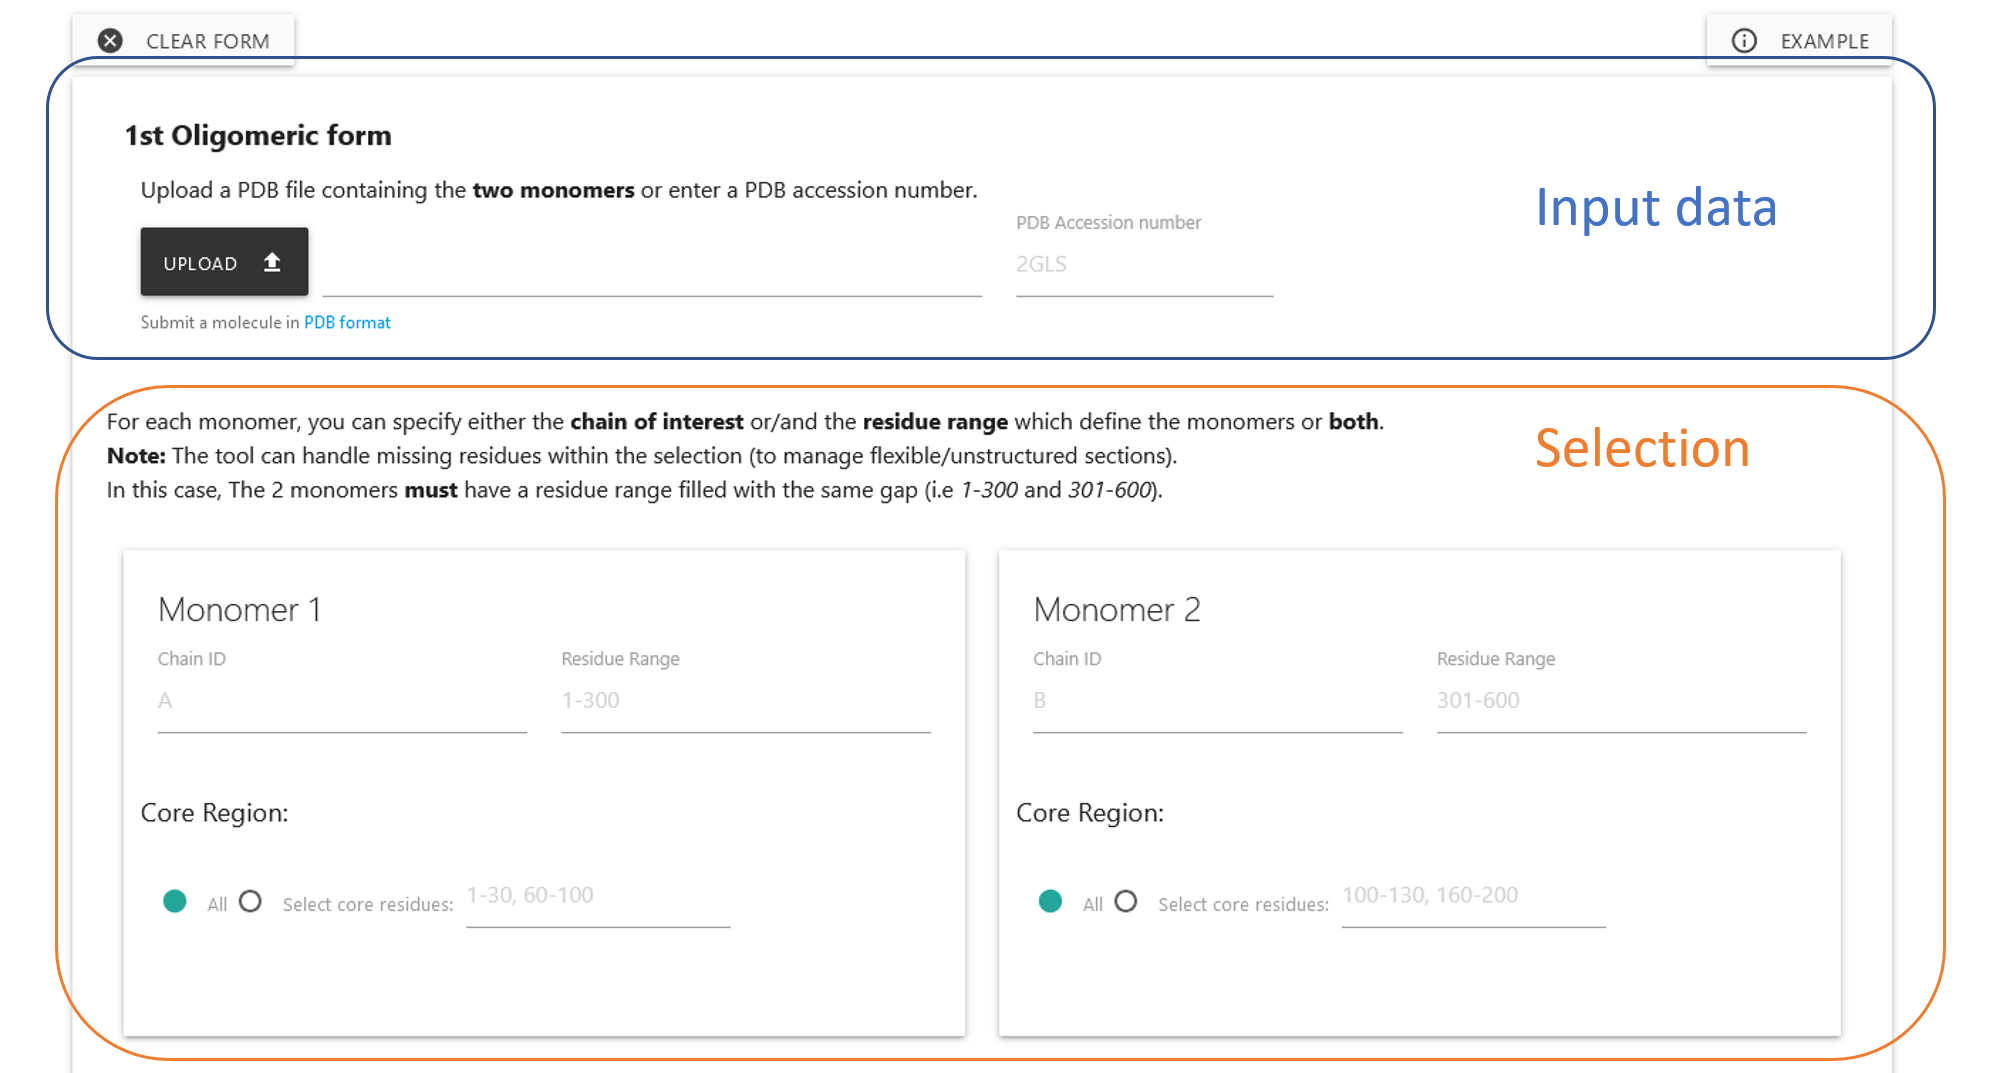 CLEAR FORM
EXAMPLE
1st Oligomeric form
Upload a PDB file containing the two monomers or enter a PDB accession number.
Input data
PDB Accession number
UPLOAD
2GLS
Submit a molecule in PDB format
For each monomer, you can specify either the chain of interest or/and the residue range which define the monomers or both.
Selection
Note: The tool can handle missing residues within the selection (to manage flexible/unstructured sections).
In this case, The 2 monomers must have a residue range filled with the same gap (i.e 1-300 and 301-600).
Monomer 1
Chain ID Residue Range
A 1-300
Core Region:
All Select core residues: 1-30, 60-100
Monomer 2
Chain ID Residue Range
B 301-600
Core Region:
All Select core residues: 100-130, 160-200